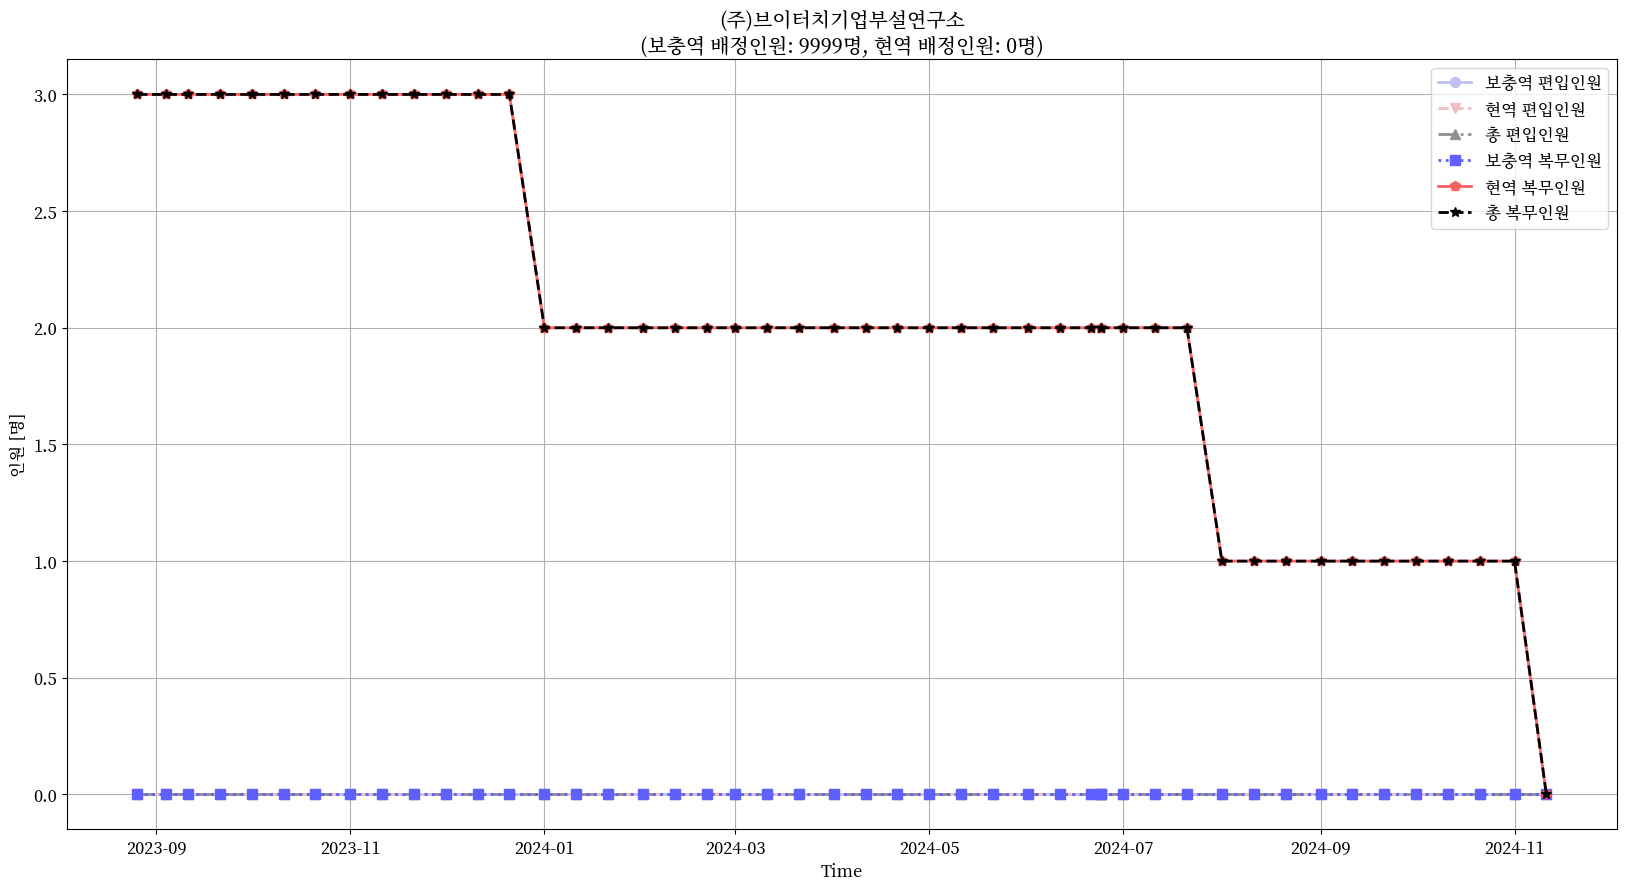 (주)브이터치기업부설연구소
(보충역 배정인원: 9999명, 현역 배정인원: 0명)
보충역 편입인원
현역 편입인원
총 편입인원
보충역 복무인원
현역 복무인원
총 복무인원
인원 [명]
3.0
2.5
2.0
1.5
1.0
0.5
0.0
2023-09
2023-11
2024-01
2024-03
2024-05
2024-07
2024-09
2024-11
Time